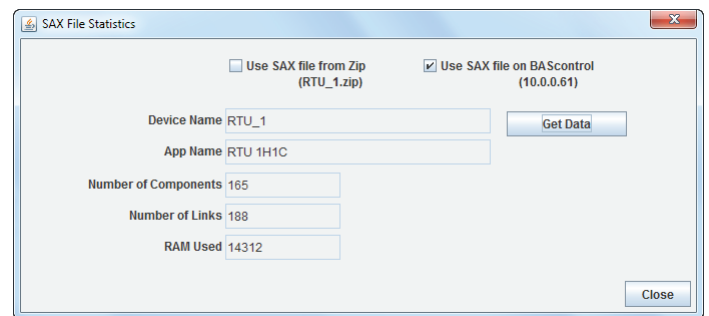 SAX File Statistics
Use SAX file from Zip Use SAX file on BAScontrol
(RTU_1.zip) (10.0.0.61)
Device Name RTU_1 Get Data
App Name RTU 1H1C
Number of Components 165
Number of Links 188
RAM Used 14312
Close